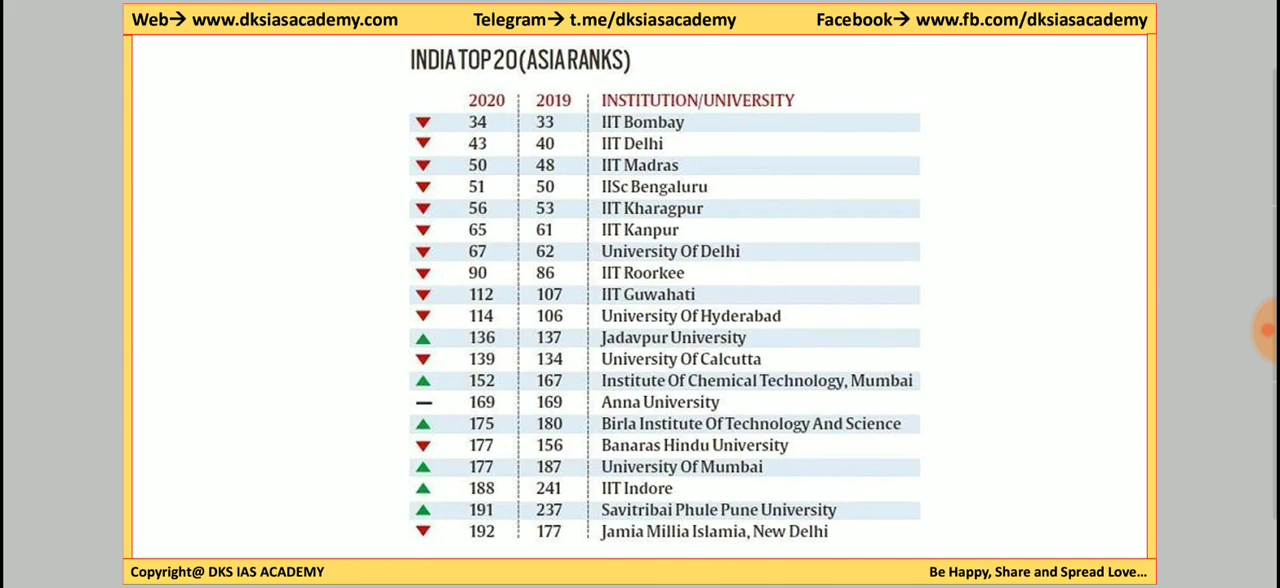 Web→ www.dksiasacademy.com Telegram→ t.me/dksiasacademy Facebook→ www.fb.com/dksiasacademy
INDIA TOP 20 (ASIA RANKS)
2020 2019 INSTITUTION/UNIVERSITY
34 33 IIT Bombay
43 40 IIT Delhi
50 48 IIT Madras
51 50 IISc Bengaluru
56 53 IIT Kharagpur
65 61 IIT Kanpur
67 62 University Of Delhi
90 86 IIT Roorkee
112 107 IIT Guwahati
114 106 University Of Hyderabad
136 137 Jadavpur University
139 134 University Of Calcutta
152 167 Institute Of Chemical Technology, Mumbai
169 169 Anna University
175 180 Birla Institute Of Technology And Science
177 156 Banaras Hindu University
177 187 University Of Mumbai
188 241 IIT Indore
191 237 Savitribai Phule Pune University
192 177 Jamia Millia Islamia, New Delhi
Copyright@ DKS IAS ACADEMY Be Happy, Share and Spread Love...